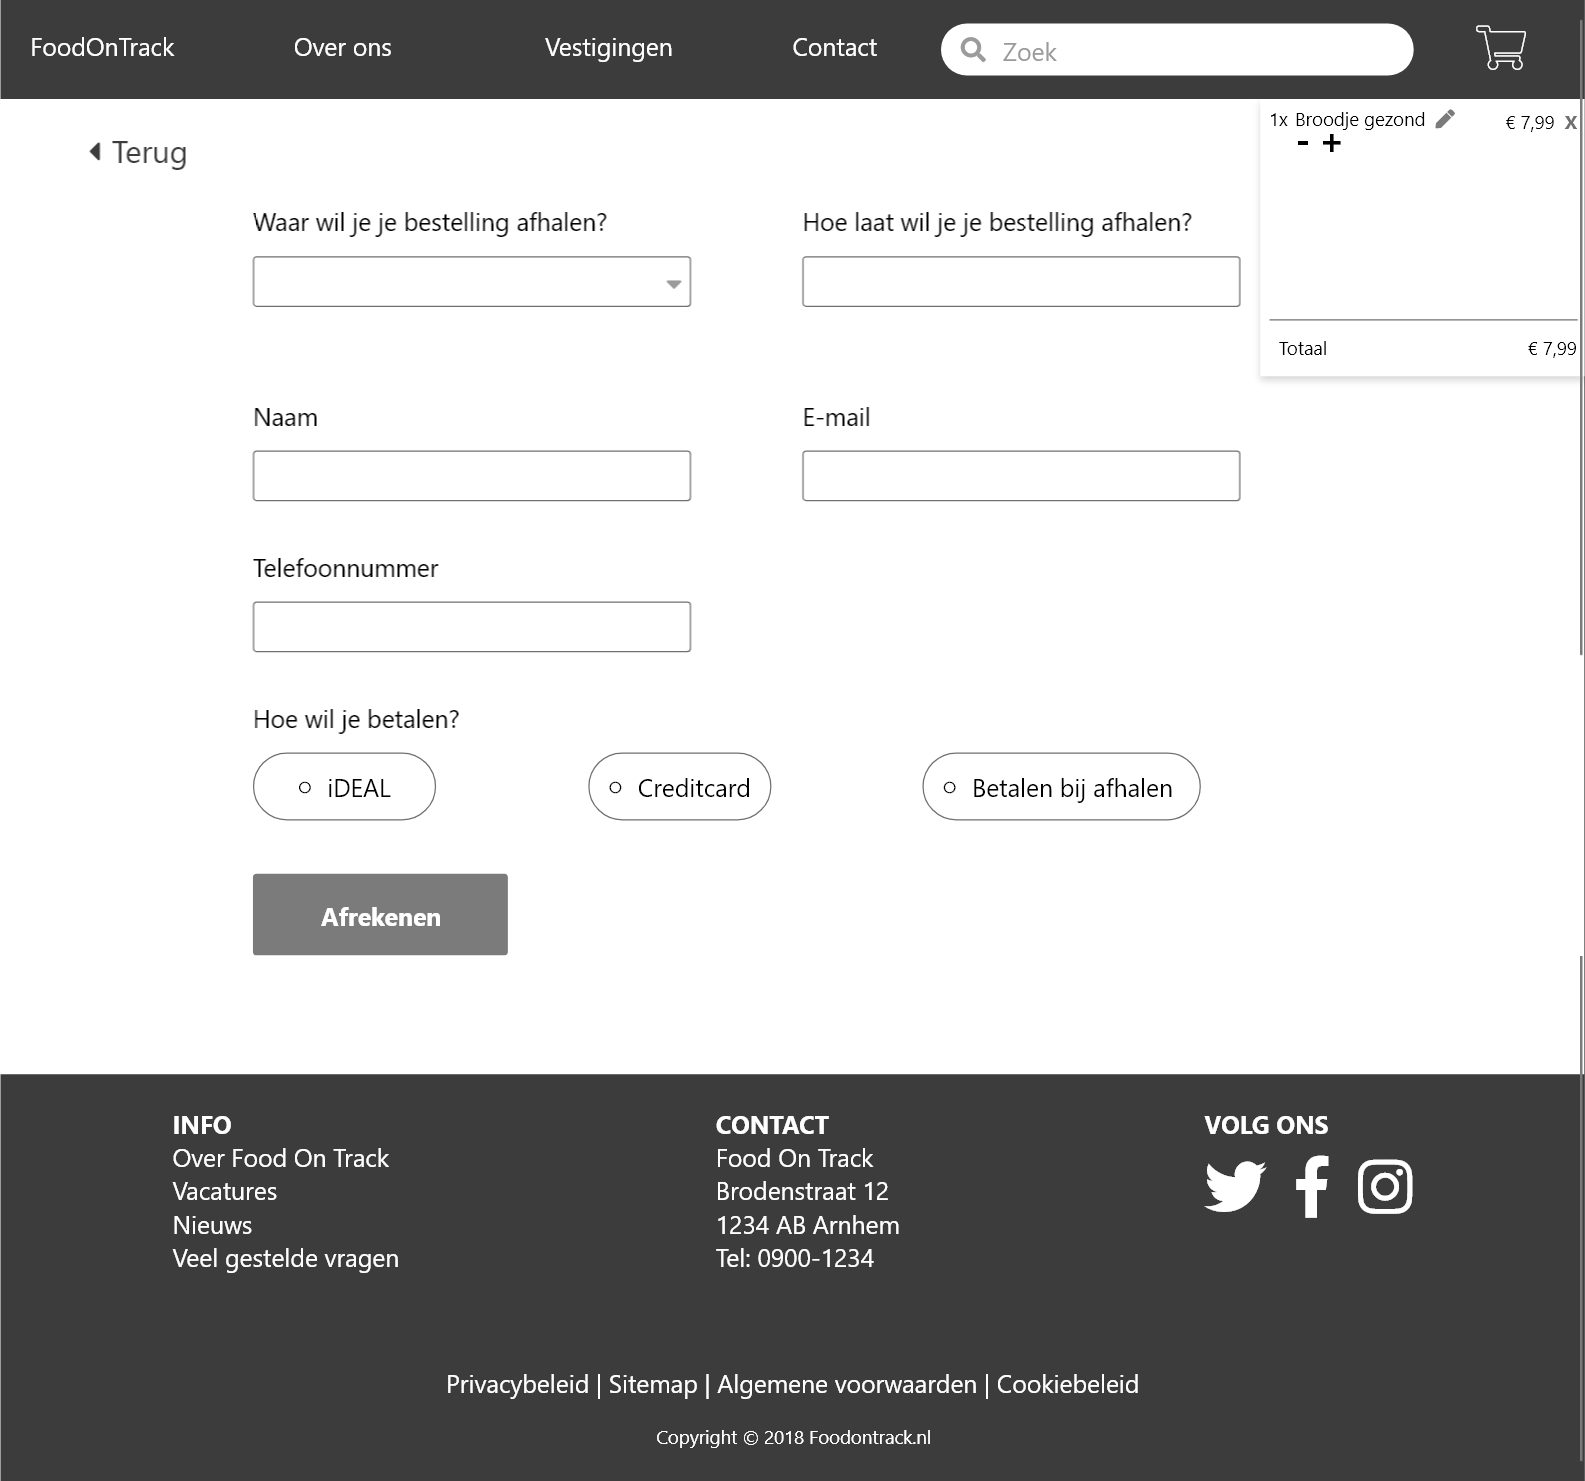 FoodOnTrack Over ons Vestigingen Contact Zoek
1x Broodje gezond € 7,99 X
- +
Totaal € 7,99
Terug
Waar wil je je bestelling afhalen? Hoe laat wil je je bestelling afhalen?
Naam E-mail
Telefoonnummer
Hoe wil je betalen?
iDEAL Creditcard Betalen bij afhalen
Afrekenen
INFO
Over Food On Track
Vacatures
Nieuws
Veel gestelde vragen
CONTACT
Food On Track
Brodenstraat 12
1234 AB Arnhem
Tel: 0900-1234
VOLG ONS
Privacybeleid | Sitemap | Algemene voorwaarden | Cookiebeleid
Copyright © 2018 Foodontrack.nl